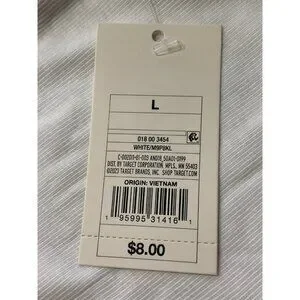 L
018 00 3454
WHITE/M9P8KL
DIST. BY TARGET CORPORATION, MPLS, MN 55403
©2023 TARGET BRANDS, INC. SHOP TARGET.COM
ORIGIN: VIETNAM
1 95995 31416 1
$8.00